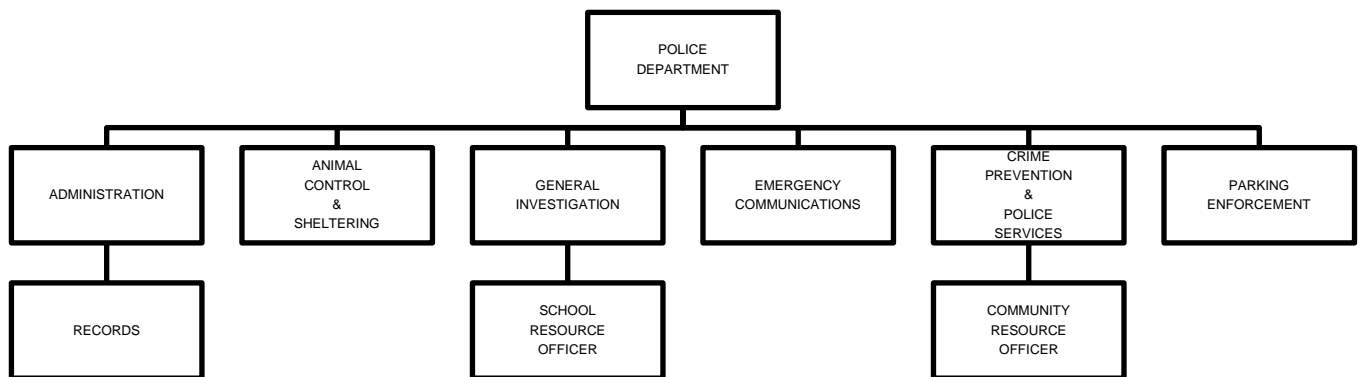 POLICE
DEPARTMENT
ADMINISTRATION
ANIMAL
CONTROL
&
SHELTERING
GENERAL
INVESTIGATION
EMERGENCY
COMMUNICATIONS
CRIME
PREVENTION
&
POLICE
SERVICES
PARKING
ENFORCEMENT
RECORDS
SCHOOL
RESOURCE
OFFICER
COMMUNITY
RESOURCE
OFFICER